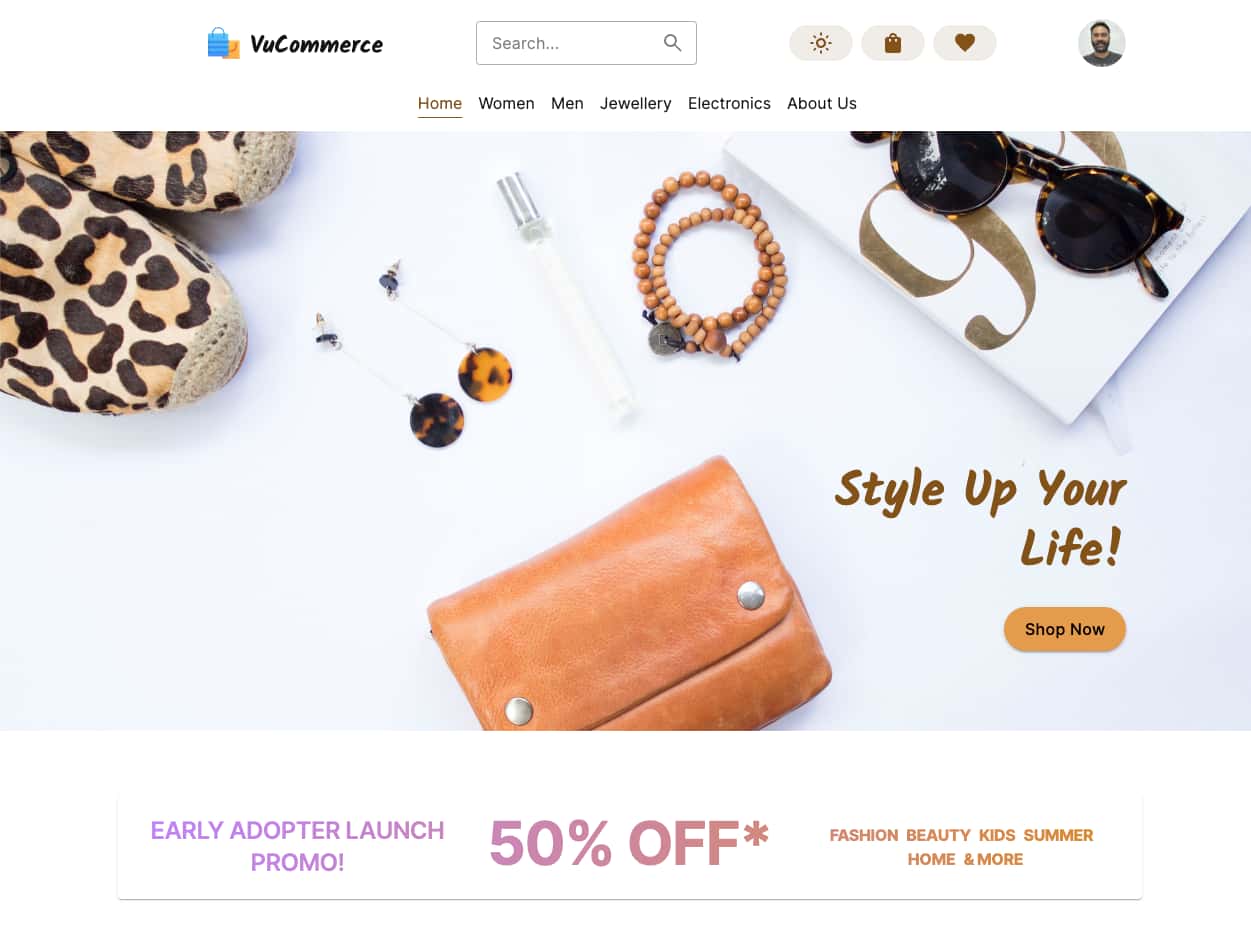 VuCommerce
Search...
Home Women Men Jewellery Electronics About Us
Style Up Your
Life!
Shop Now
EARLY ADOPTER LAUNCH
PROMO!
50% OFF*
FASHION BEAUTY KIDS SUMMER
HOME & MORE